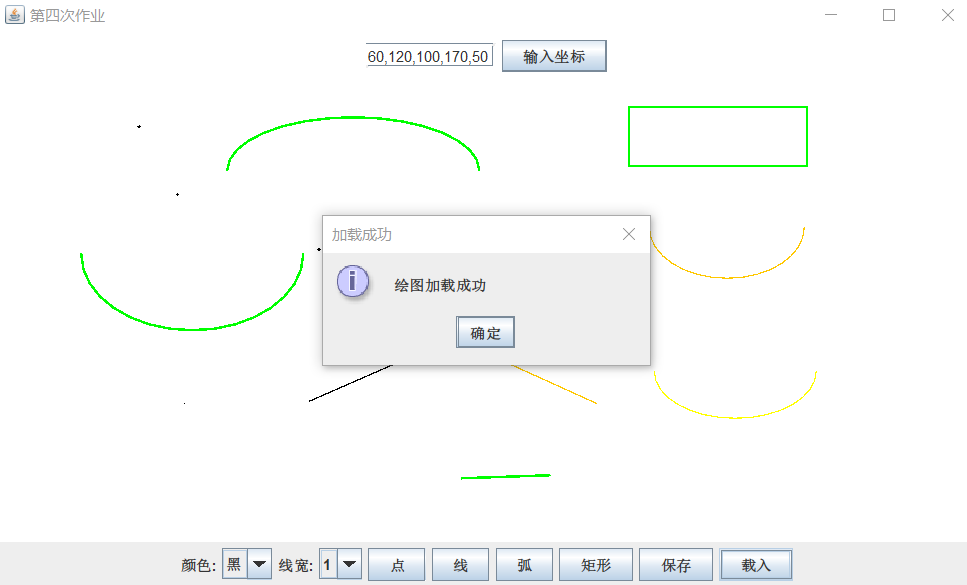 第四次作业
60,120,100,170,50 输入坐标
加载成功
绘图加载成功
确定
颜色: 黑 线宽: 1 点 线 弧 矩形 保存 载入